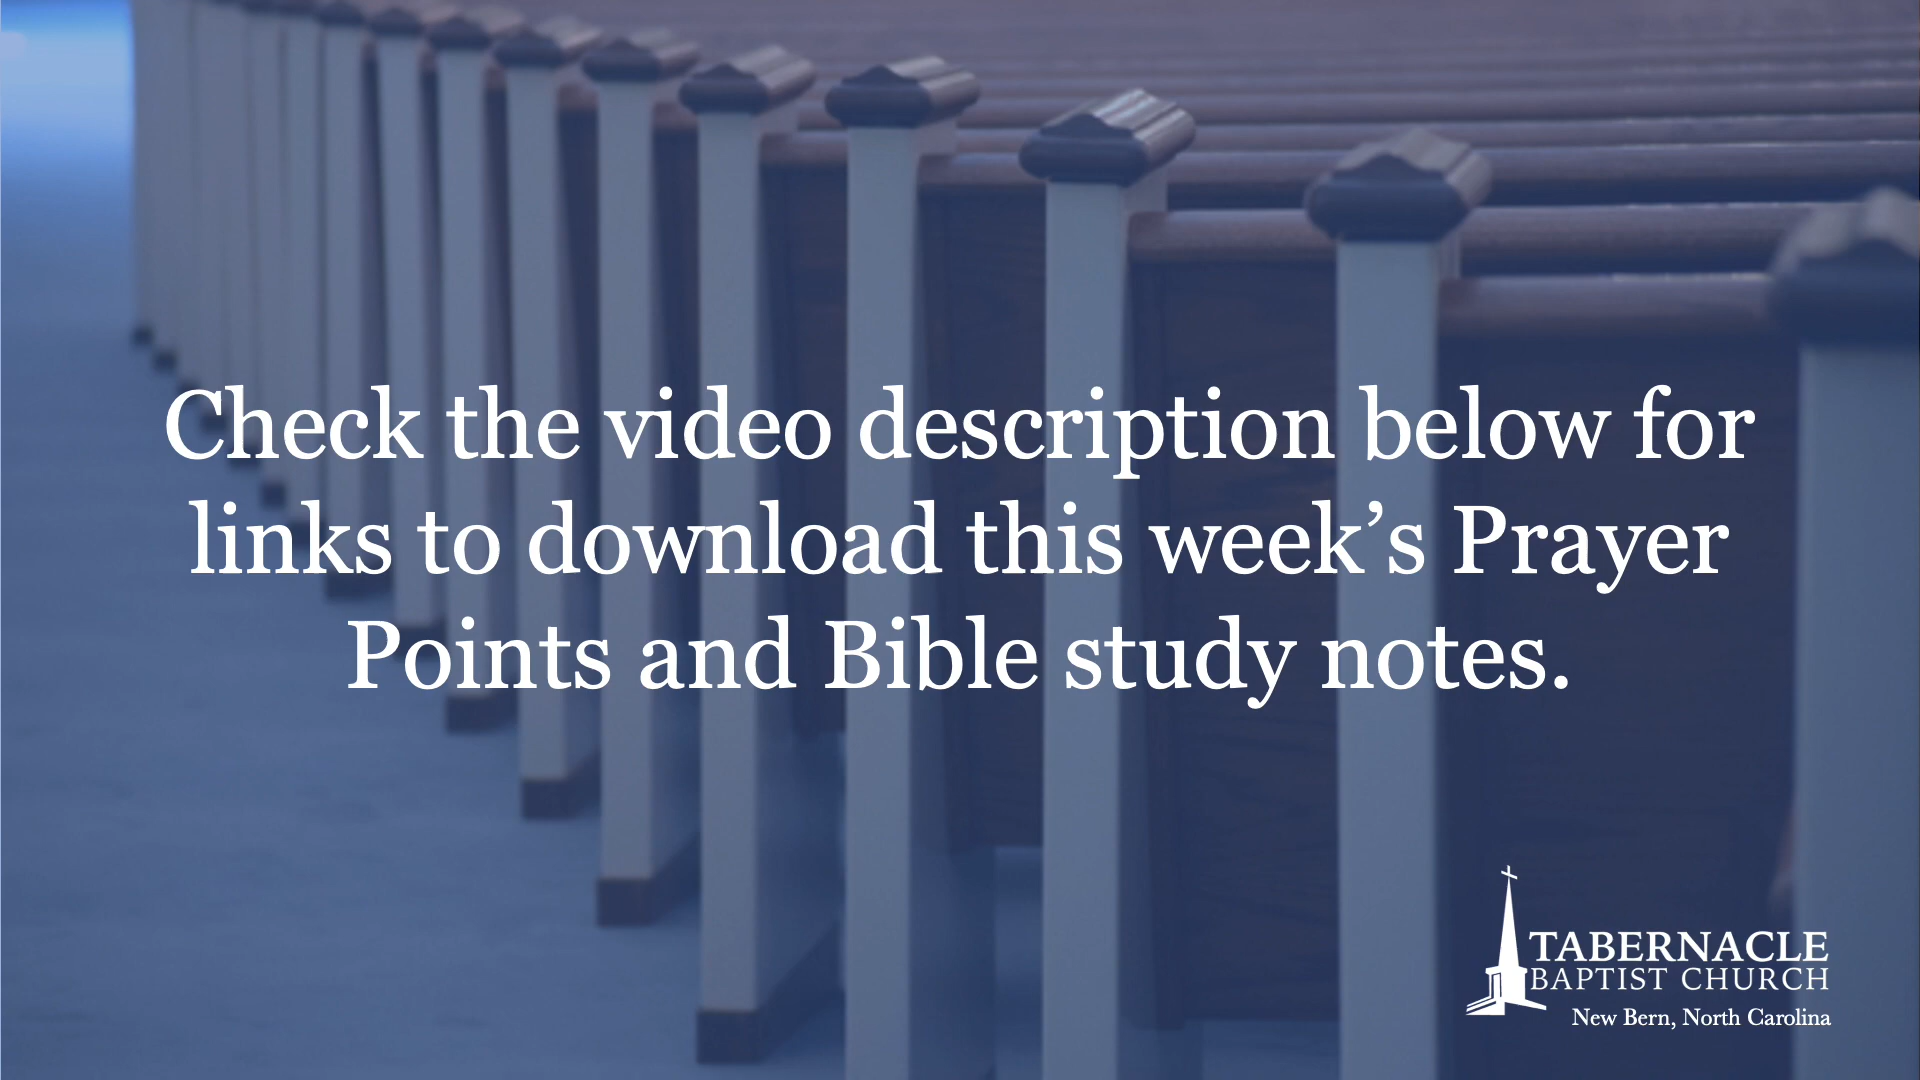 Check the video description below for
links to download this week’s Prayer
Points and Bible study notes.
TABERNACLE
BAPTIST CHURCH
New Bern, North Carolina